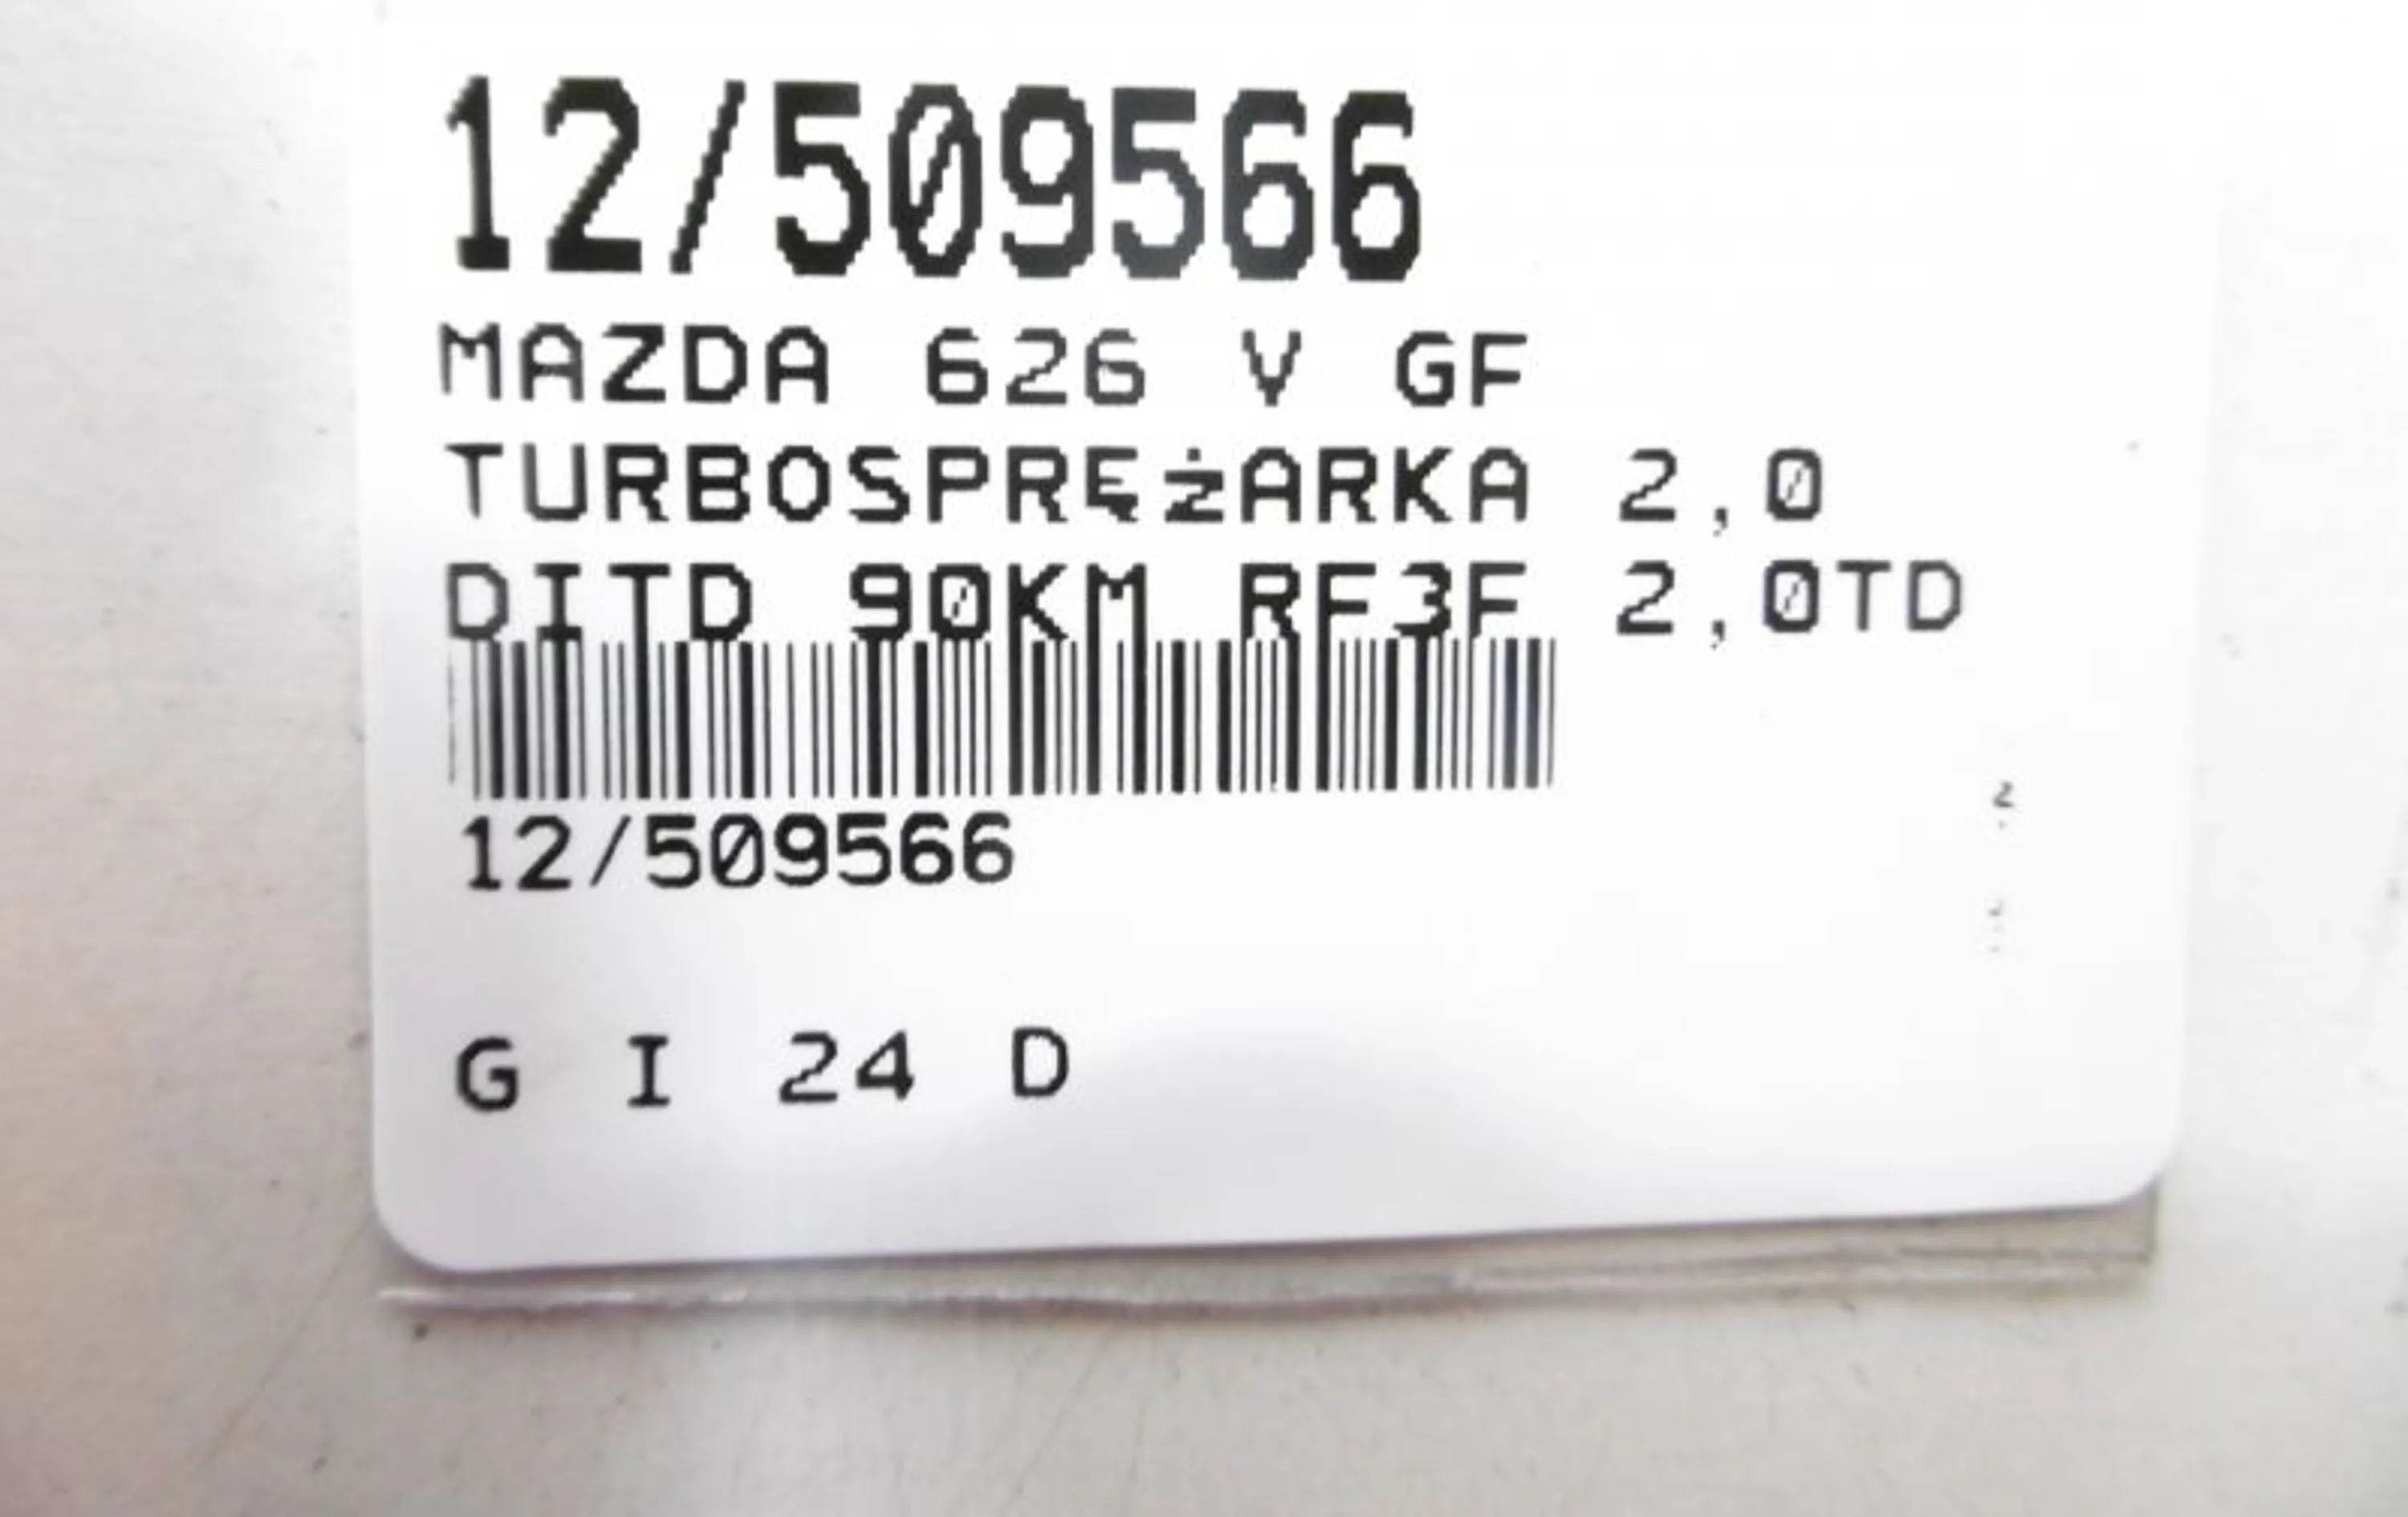 12/509566
MAZDA 626 V GF
TURBOSPRĘżARKA 2,0
DITD 90KM RF3F 2,0TD
12/509566
G I 24 D